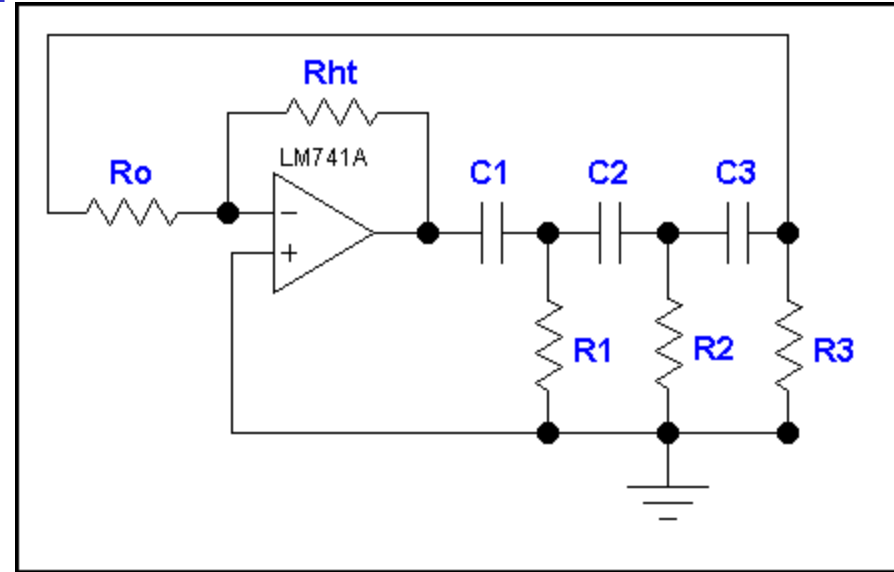 Rht
LM741A
Ro
C1 C2 C3
−
+
R1 R2 R3